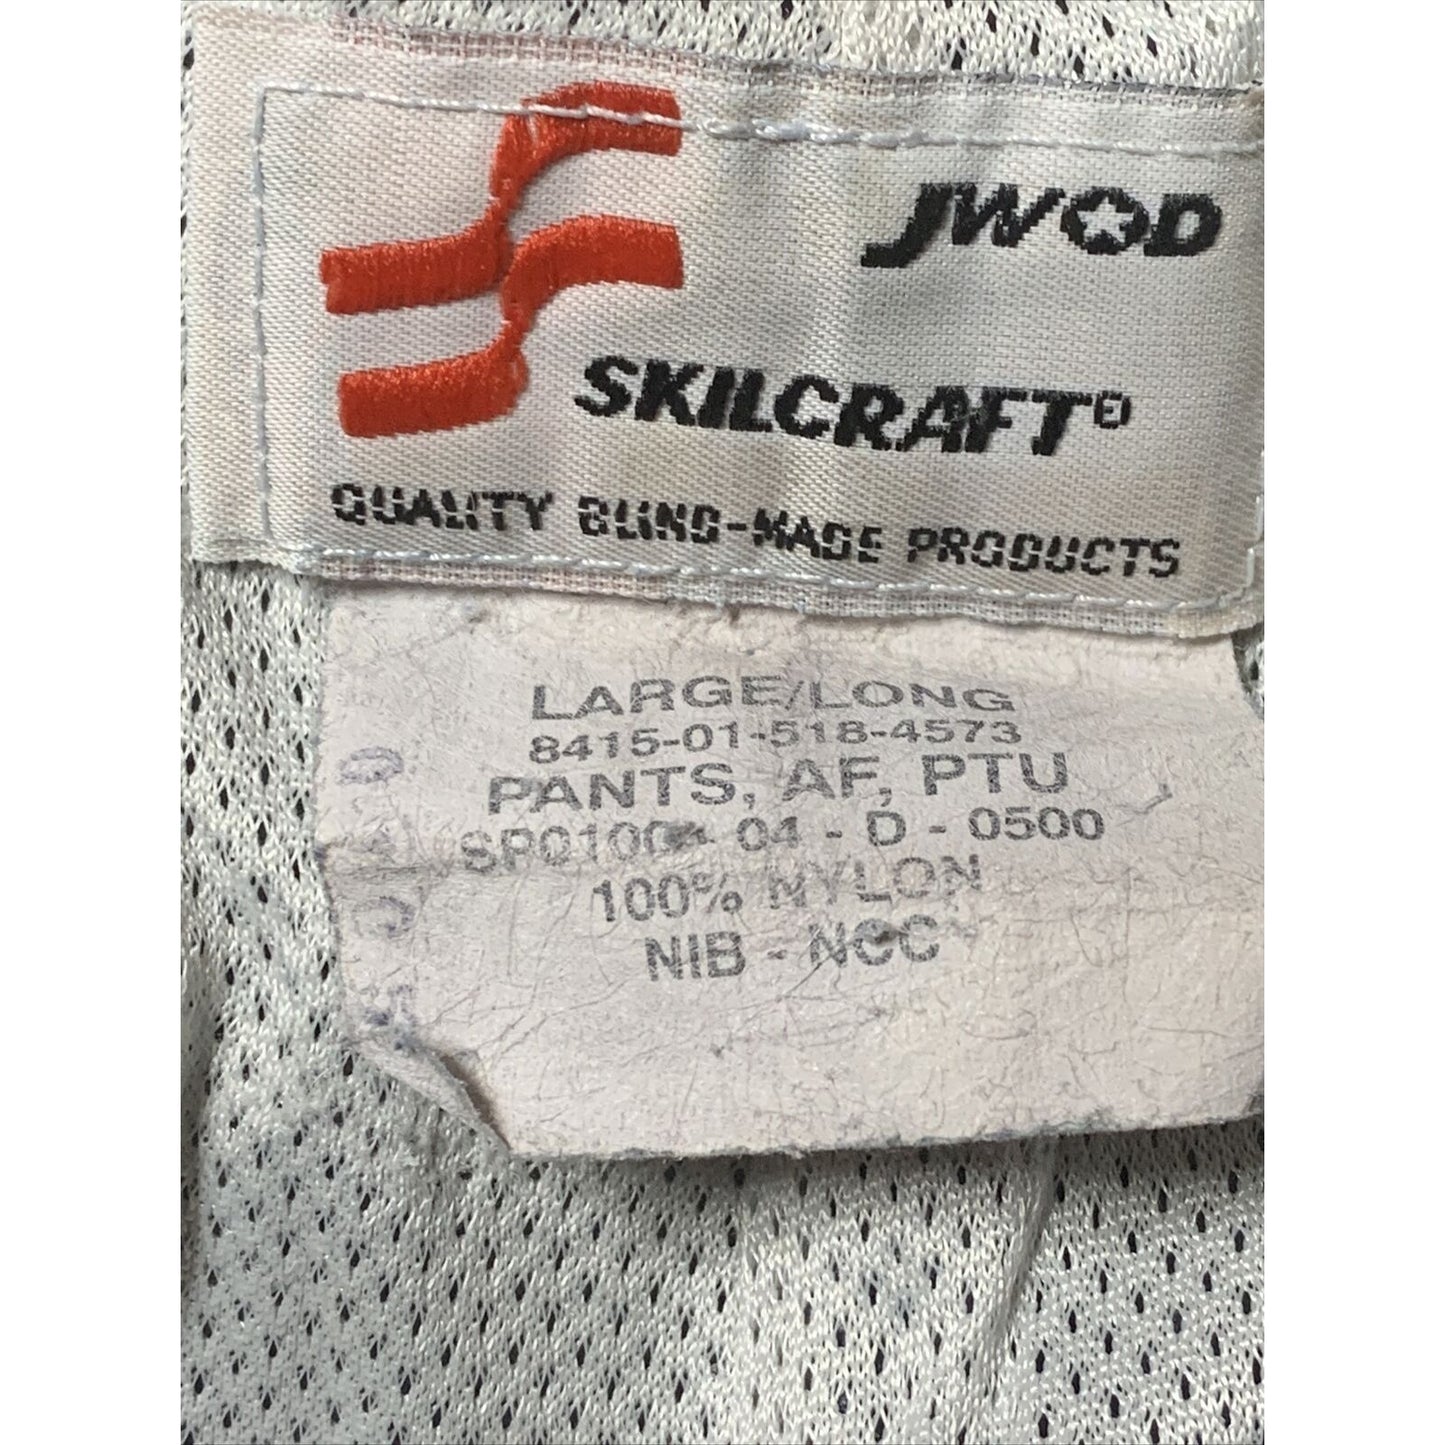 JWOD
SKILCRAFT®
QUALITY BLIND-MADE PRODUCTS
LARGE/LONG
8415-01-518-4573
PANTS, AF, PTU
04 - D - 0500
100% NYLON
NIB - NCC